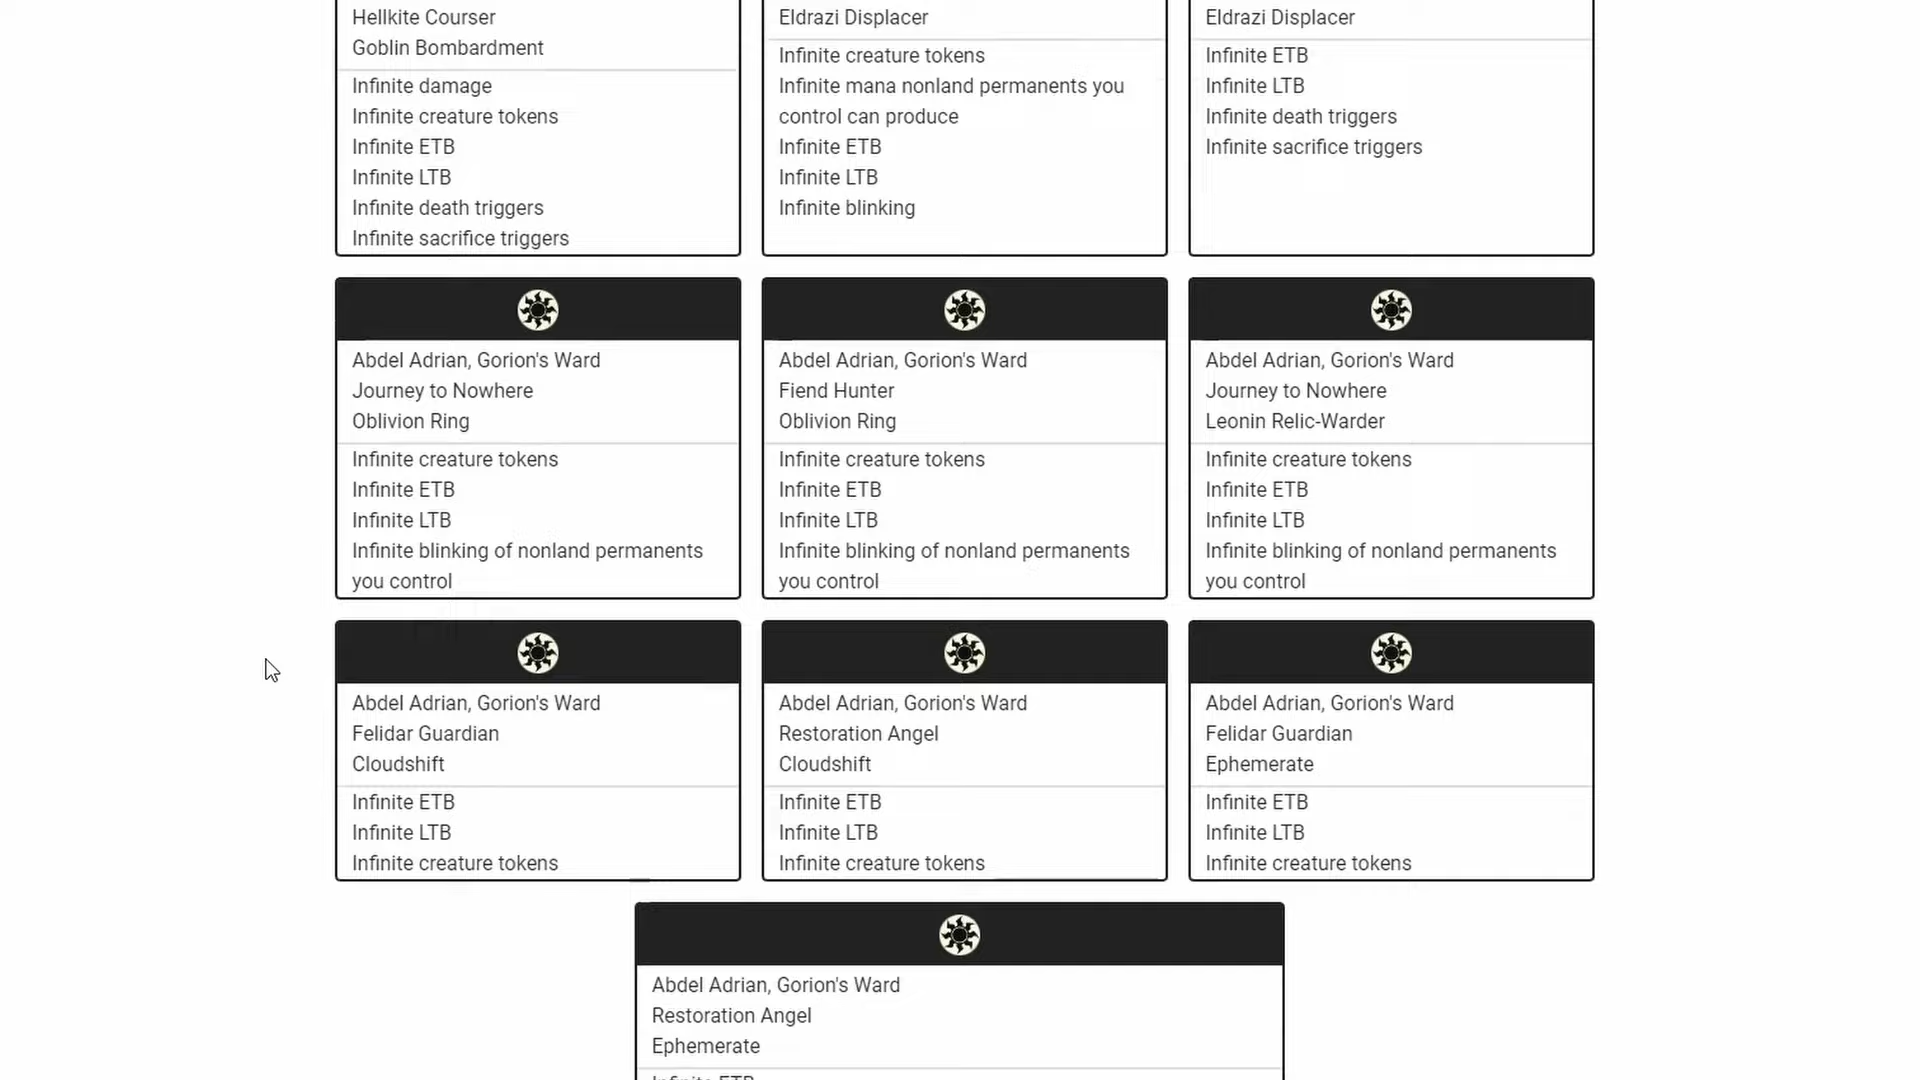 Hellkite Courser
Goblin Bombardment
Infinite damage
Infinite creature tokens
Infinite ETB
Infinite LTB
Infinite death triggers
Infinite sacrifice triggers
Eldrazi Displacer
Infinite creature tokens
Infinite mana nonland permanents you
control can produce
Infinite ETB
Infinite LTB
Infinite blinking
Eldrazi Displacer
Infinite ETB
Infinite LTB
Infinite death triggers
Infinite sacrifice triggers
Abdel Adrian, Gorion's Ward
Journey to Nowhere
Oblivion Ring
Infinite creature tokens
Infinite ETB
Infinite LTB
Infinite blinking of nonland permanents
you control
Abdel Adrian, Gorion's Ward
Fiend Hunter
Oblivion Ring
Infinite creature tokens
Infinite ETB
Infinite LTB
Infinite blinking of nonland permanents
you control
Abdel Adrian, Gorion's Ward
Journey to Nowhere
Leonin Relic-Warder
Infinite creature tokens
Infinite ETB
Infinite LTB
Infinite blinking of nonland permanents
you control
Abdel Adrian, Gorion's Ward
Felidar Guardian
Cloudshift
Infinite ETB
Infinite LTB
Infinite creature tokens
Abdel Adrian, Gorion's Ward
Restoration Angel
Cloudshift
Infinite ETB
Infinite LTB
Infinite creature tokens
Abdel Adrian, Gorion's Ward
Felidar Guardian
Ephemerate
Infinite ETB
Infinite LTB
Infinite creature tokens
Abdel Adrian, Gorion's Ward
Restoration Angel
Ephemerate
Infinite ETB